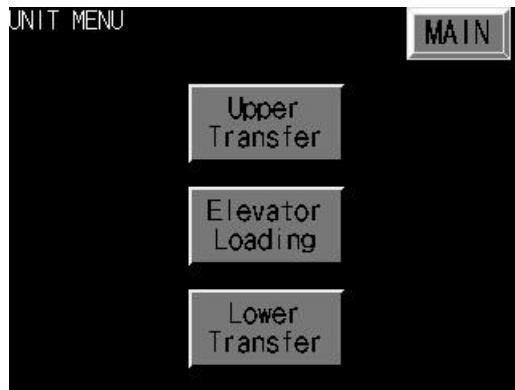 UNIT MENU
MAIN
Upper
Transfer
Elevator
Loading
Lower
Transfer